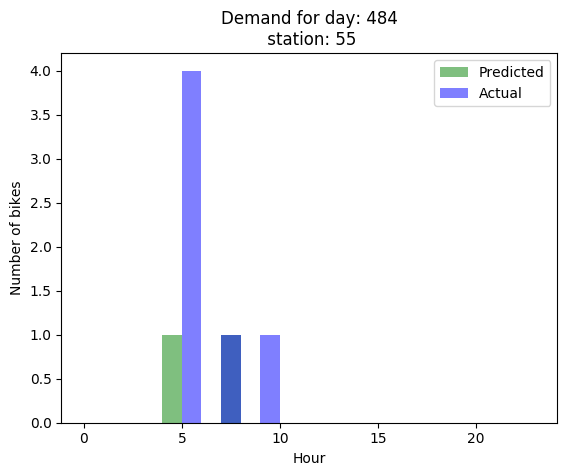 Demand for day: 484
station: 55
Predicted
Actual
Number of bikes
4.0
3.5
3.0
2.5
2.0
1.5
1.0
0.5
0.0
0 5 10 15 20
Hour